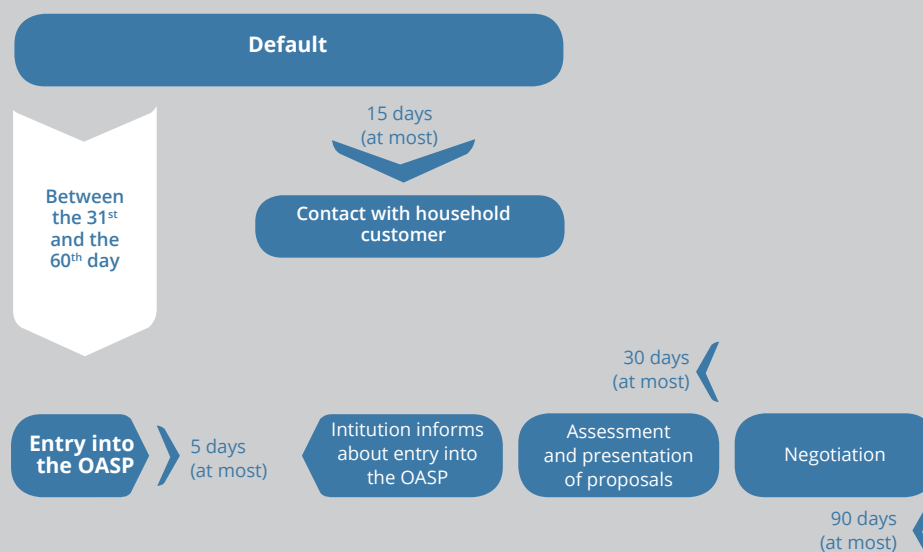 Default
15 days
(at most)
Between
the 31st
and the
60th day
Contact with household
customer
30 days
(at most)
Entry into
the OASP
5 days
(at most)
Intitution informs
about entry into
the OASP
Assessment
and presentation
of proposals
Negotiation
90 days
(at most)